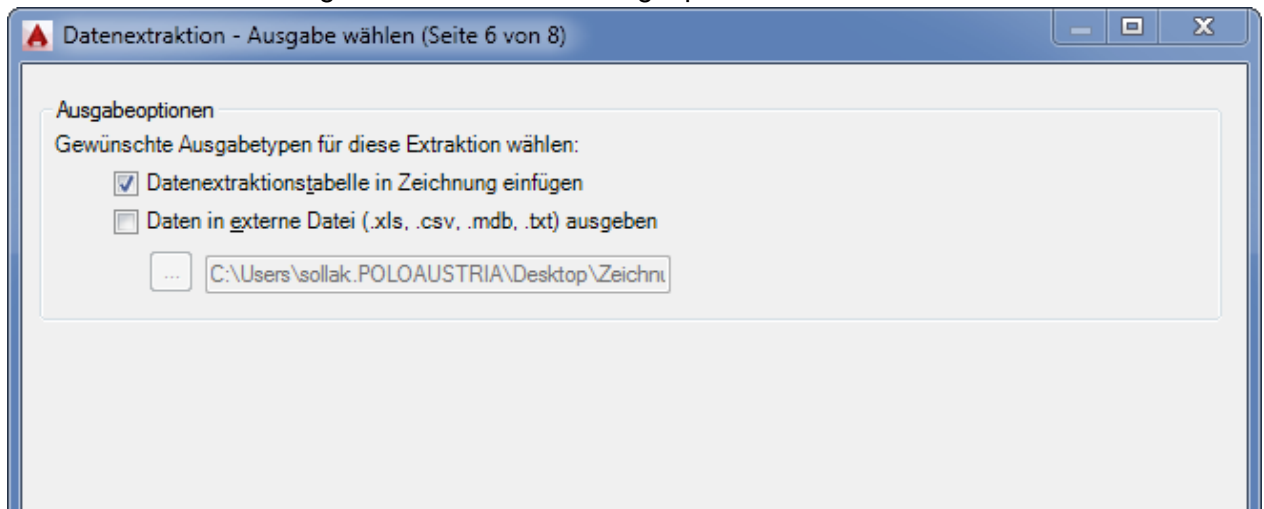 Datenextraktion - Ausgabe wählen (Seite 6 von 8)
Ausgabeoptionen
Gewünschte Ausgabetypen für diese Extraktion wählen:
Datenextraktionstabelle in Zeichnung einfügen
Daten in externe Datei (.xls, .csv, .mdb, .txt) ausgeben
... C:\Users\sollak.POLOAUSTRIA\Desktop\Zeichnu